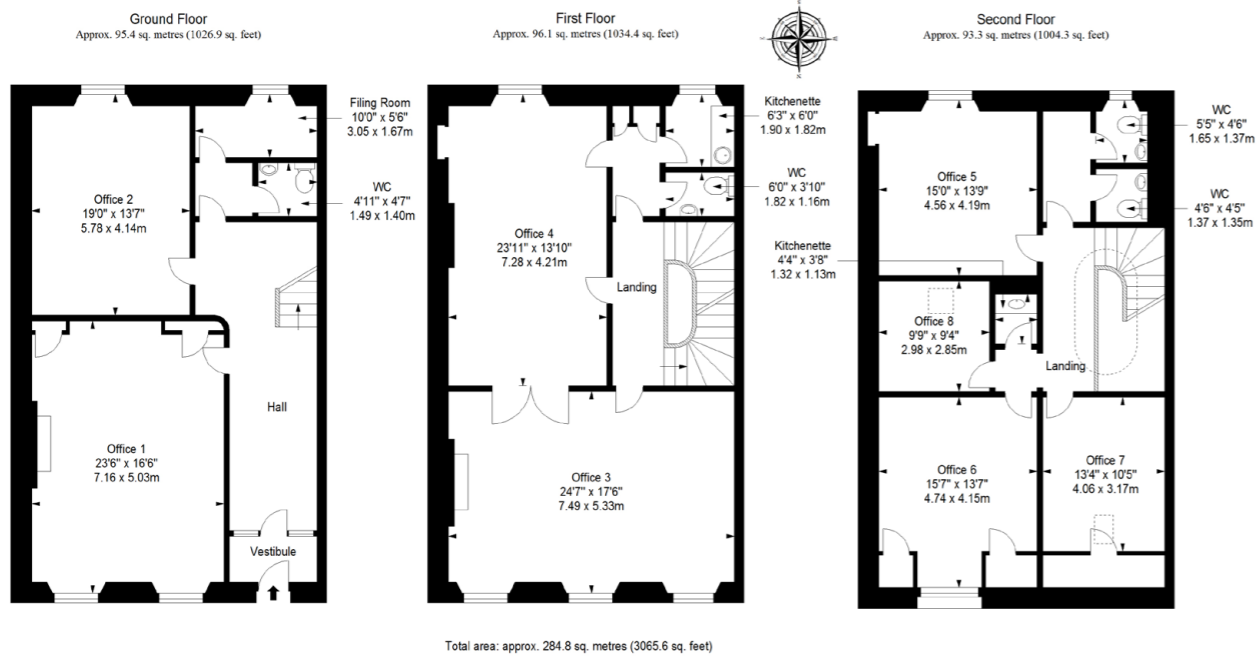 Ground Floor
Approx. 95.4 sq. metres (1026.9 sq. feet)
Filing Room
10'0" x 5'6"
3.05 x 1.67m
Office 2
19'0" x 13'7"
5.78 x 4.14m
WC
4'11" x 4'7"
1.49 x 1.40m
Hall
Office 1
23'6" x 16'6"
7.16 x 5.03m
Vestibule
First Floor
Approx. 96.1 sq. metres (1034.4 sq. feet)
Kitchenette
6'3" x 6'0"
1.90 x 1.82m
WC
6'0" x 3'10"
1.82 x 1.16m
Office 4
23'11" x 13'10"
7.28 x 4.21m
Landing
Office 3
24'7" x 17'6"
7.49 x 5.33m
Second Floor
Approx. 93.3 sq. metres (1004.3 sq. feet)
WC
5'5" x 4'6"
1.65 x 1.37m
Office 5
15'0" x 13'9"
4.56 x 4.19m
WC
4'6" x 4'5"
1.37 x 1.35m
Kitchenette
4'4" x 3'8"
1.32 x 1.13m
Office 8
9'9" x 9'4"
2.98 x 2.85m
Landing
Office 6
15'7" x 13'7"
4.74 x 4.15m
Office 7
13'4" x 10'5"
4.06 x 3.17m
Total area: approx. 284.8 sq. metres (3065.6 sq. feet)